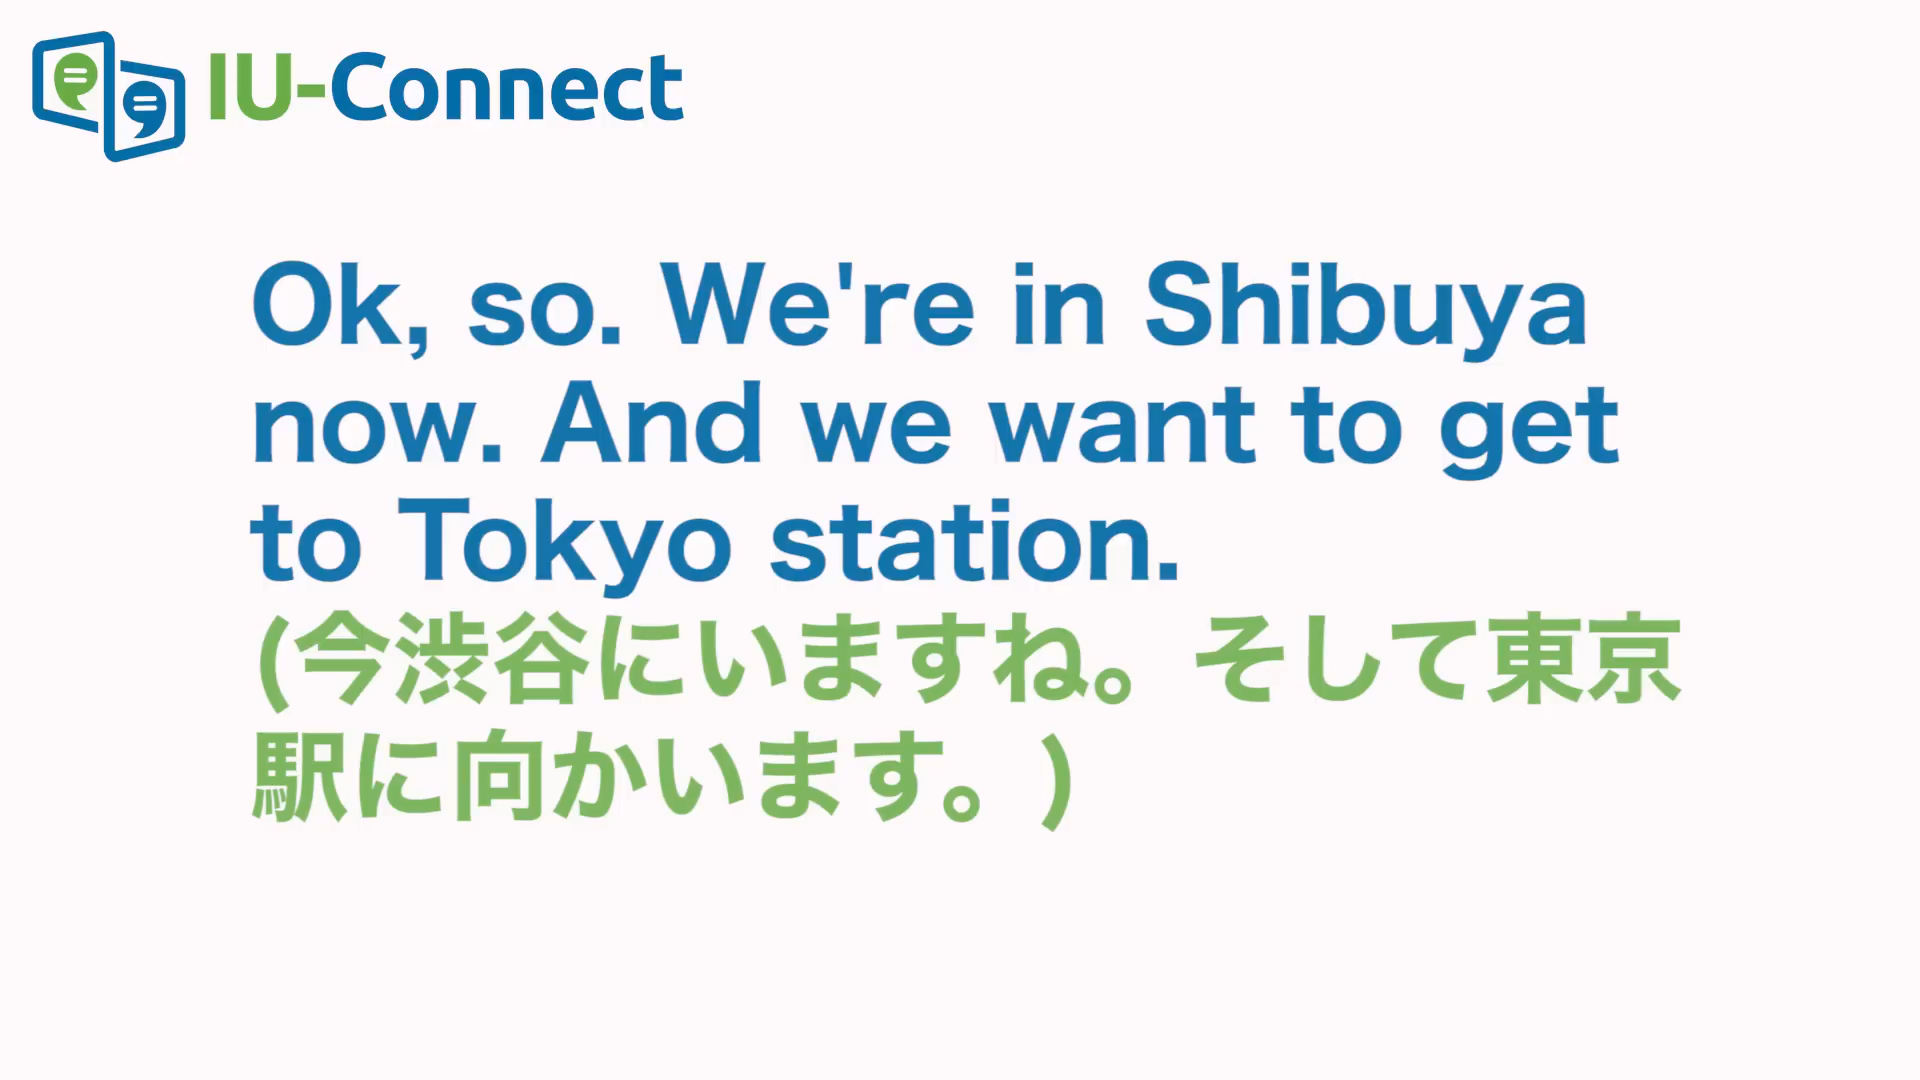 IU-Connect
Ok, so. We're in Shibuya
now. And we want to get
to Tokyo station.
(今渋谷にいますね。そして東京
駅に向かいます。)